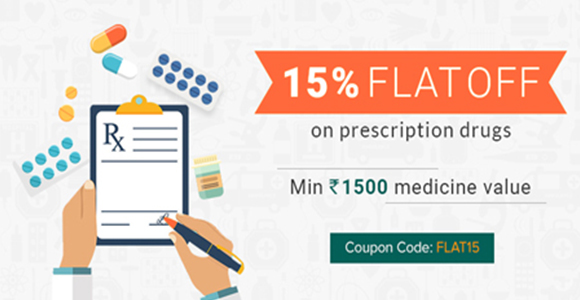 Rx
15% FLAT OFF
on prescription drugs
Min ₹1500 medicine value
Coupon Code: FLAT15